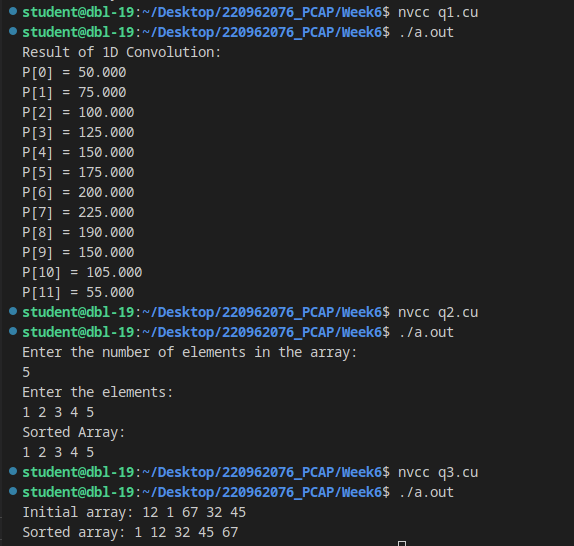 student@dbl-19:~/Desktop/220962076_PCAP/Week6$ nvcc q1.cu
student@dbl-19:~/Desktop/220962076_PCAP/Week6$ ./a.out
Result of 1D Convolution:
P[0] = 50.000
P[1] = 75.000
P[2] = 100.000
P[3] = 125.000
P[4] = 150.000
P[5] = 175.000
P[6] = 200.000
P[7] = 225.000
P[8] = 190.000
P[9] = 150.000
P[10] = 105.000
P[11] = 55.000
student@dbl-19:~/Desktop/220962076_PCAP/Week6$ nvcc q2.cu
student@dbl-19:~/Desktop/220962076_PCAP/Week6$ ./a.out
Enter the number of elements in the array:
5
Enter the elements:
1 2 3 4 5
Sorted Array:
1 2 3 4 5
student@dbl-19:~/Desktop/220962076_PCAP/Week6$ nvcc q3.cu
student@dbl-19:~/Desktop/220962076_PCAP/Week6$ ./a.out
Initial array: 12 1 67 32 45
Sorted array: 1 12 32 45 67